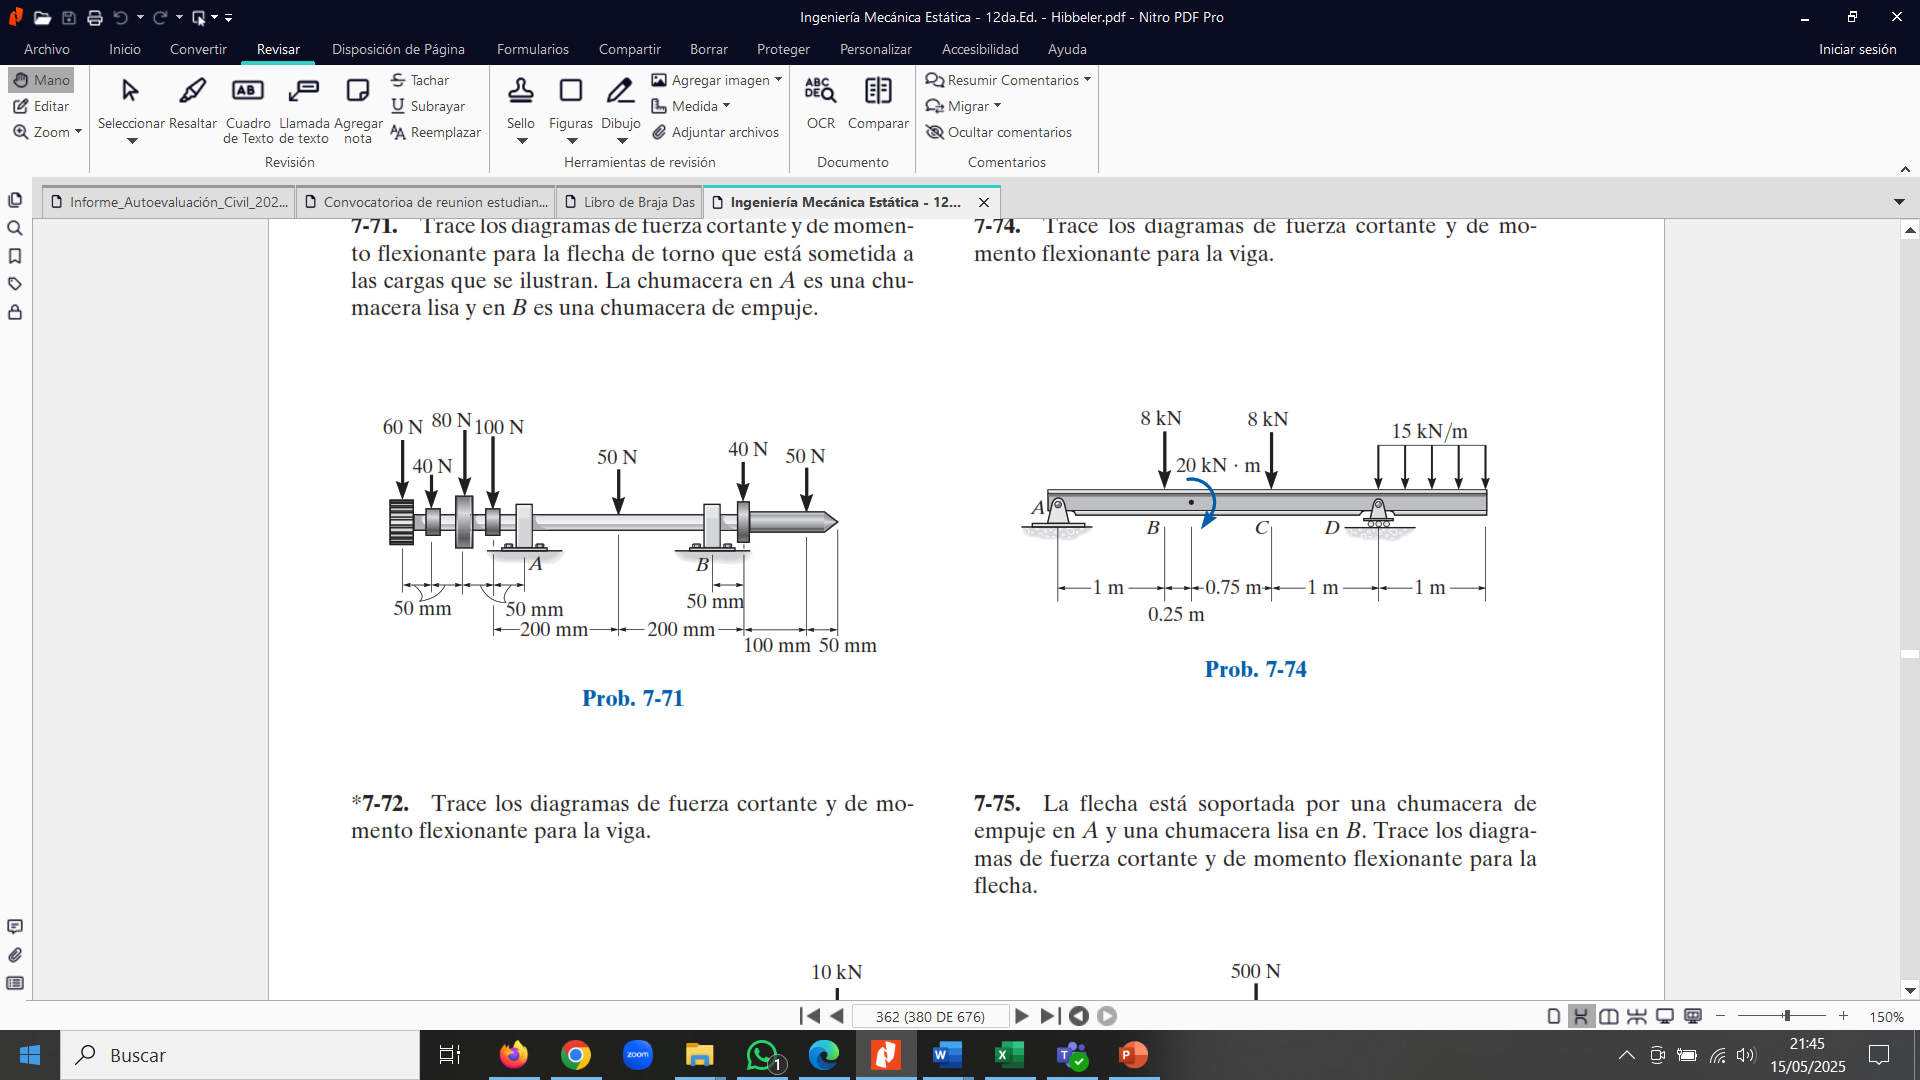 Ingeniería Mecánica Estática - 12da.Ed. - Hibbeler.pdf - Nitro PDF Pro
Archivo Inicio Convertir Revisar Disposición de Página Formularios Compartir Borrar Proteger Personalizar Accesibilidad Ayuda Iniciar sesión
Mano
Editar
Zoom
Seleccionar
Resaltar
AB
Cuadro
de Texto
Llamada
de texto
Agregar
nota
Tachar
Subrayar
Reemplazar
Revisión
Sello
Figuras
Dibujo
Agregar imagen
Medida
Adjuntar archivos
Herramientas de revisión
ABC
DE
OCR
Comparar
Documento
Resumir Comentarios
Migrar
Ocultar comentarios
Comentarios
Informe_Autoevaluación_Civil_202...
Convocatorioa de reunion estudian...
Libro de Braja Das
Ingeniería Mecánica Estática - 12...
7-71. Trace los diagramas de fuerza cortante y de momen-
to flexionante para la flecha de torno que está sometida a
las cargas que se ilustran. La chumacera en A es una chu-
macera lisa y en B es una chumacera de empuje.
60 N 80 N 100 N
40 N
50 N
40 N 50 N
A
B
50 mm
50 mm
50 mm
200 mm
200 mm
100 mm 50 mm
Prob. 7-71
*7-72. Trace los diagramas de fuerza cortante y de mo-
mento flexionante para la viga.
10 kN
7-74. Trace los diagramas de fuerza cortante y de mo-
mento flexionante para la viga.
8 kN
8 kN
15 kN/m
20 kN · m
A
B
C
D
1 m
0.75 m
1 m
1 m
0.25 m
Prob. 7-74
7-75. La flecha está soportada por una chumacera de
empuje en A y una chumacera lisa en B. Trace los diagra-
mas de fuerza cortante y de momento flexionante para la
flecha.
500 N
362 (380 DE 676)
150%
Buscar
zoom
1
21:45
15/05/2025